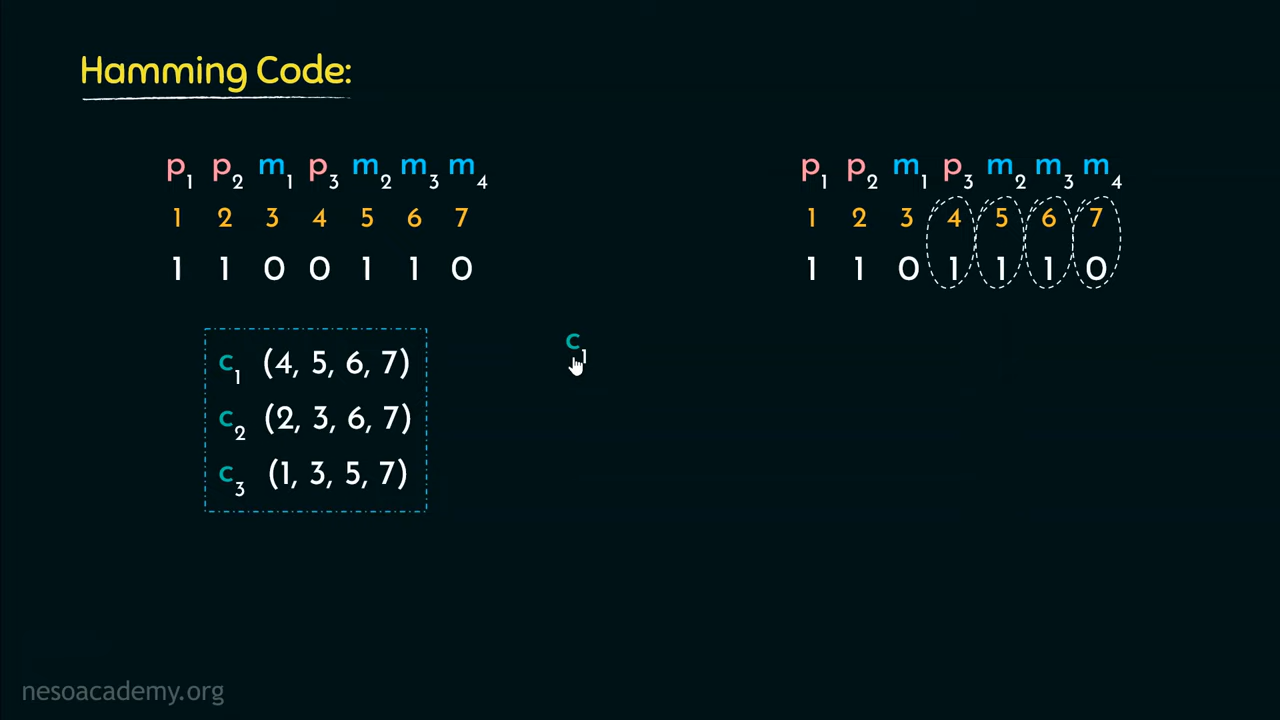 Hamming Code:
p₁ p₂ m₁ p₃ m₂ m₃ m₄
1 2 3 4 5 6 7
1 1 0 0 1 1 0
p₁ p₂ m₁ p₃ m₂ m₃ m₄
1 2 3 4 5 6 7
1 1 0 1 1 1 0
c₁ (4, 5, 6, 7)
c₂ (2, 3, 6, 7)
c₃ (1, 3, 5, 7)
c₁
nesoacademy.org